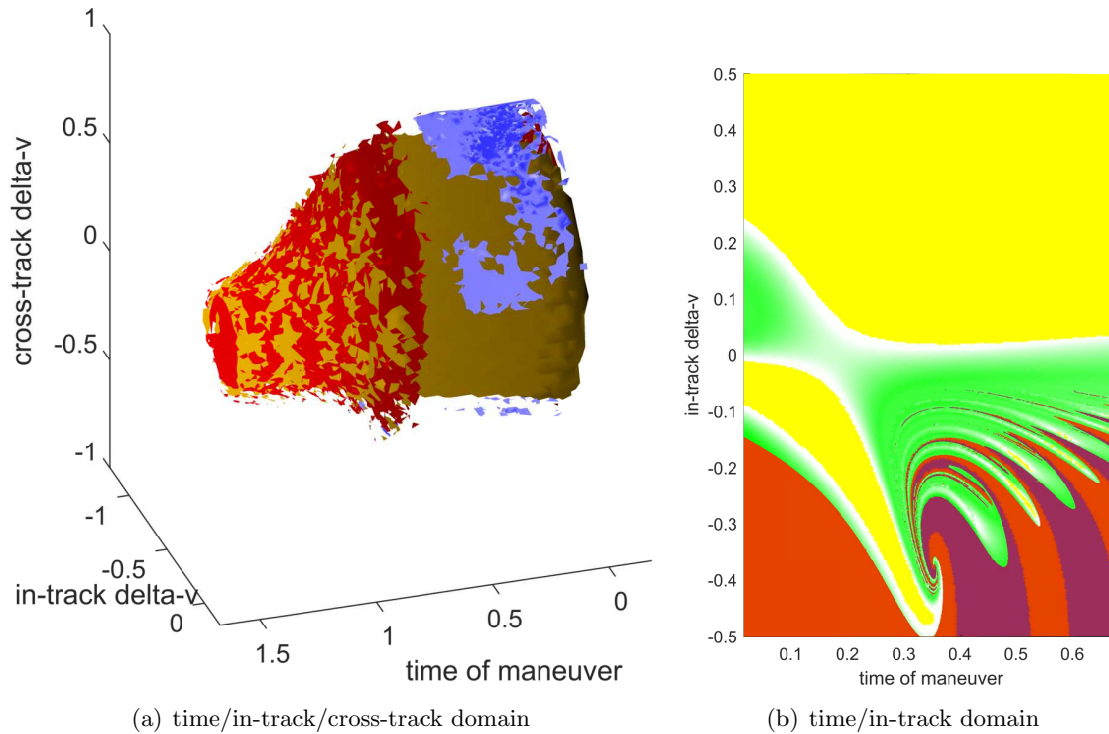 1
0.5
0
-0.5
-1
cross-track delta-v
-1
-0.5
0
in-track delta-v
1.5
1
0.5
0
time of maneuver
(a) time/in-track/cross-track domain
0.5
0.4
0.3
0.2
0.1
0
-0.1
-0.2
-0.3
-0.4
-0.5
in-track delta-v
0.1 0.2 0.3 0.4 0.5 0.6
time of maneuver
(b) time/in-track domain